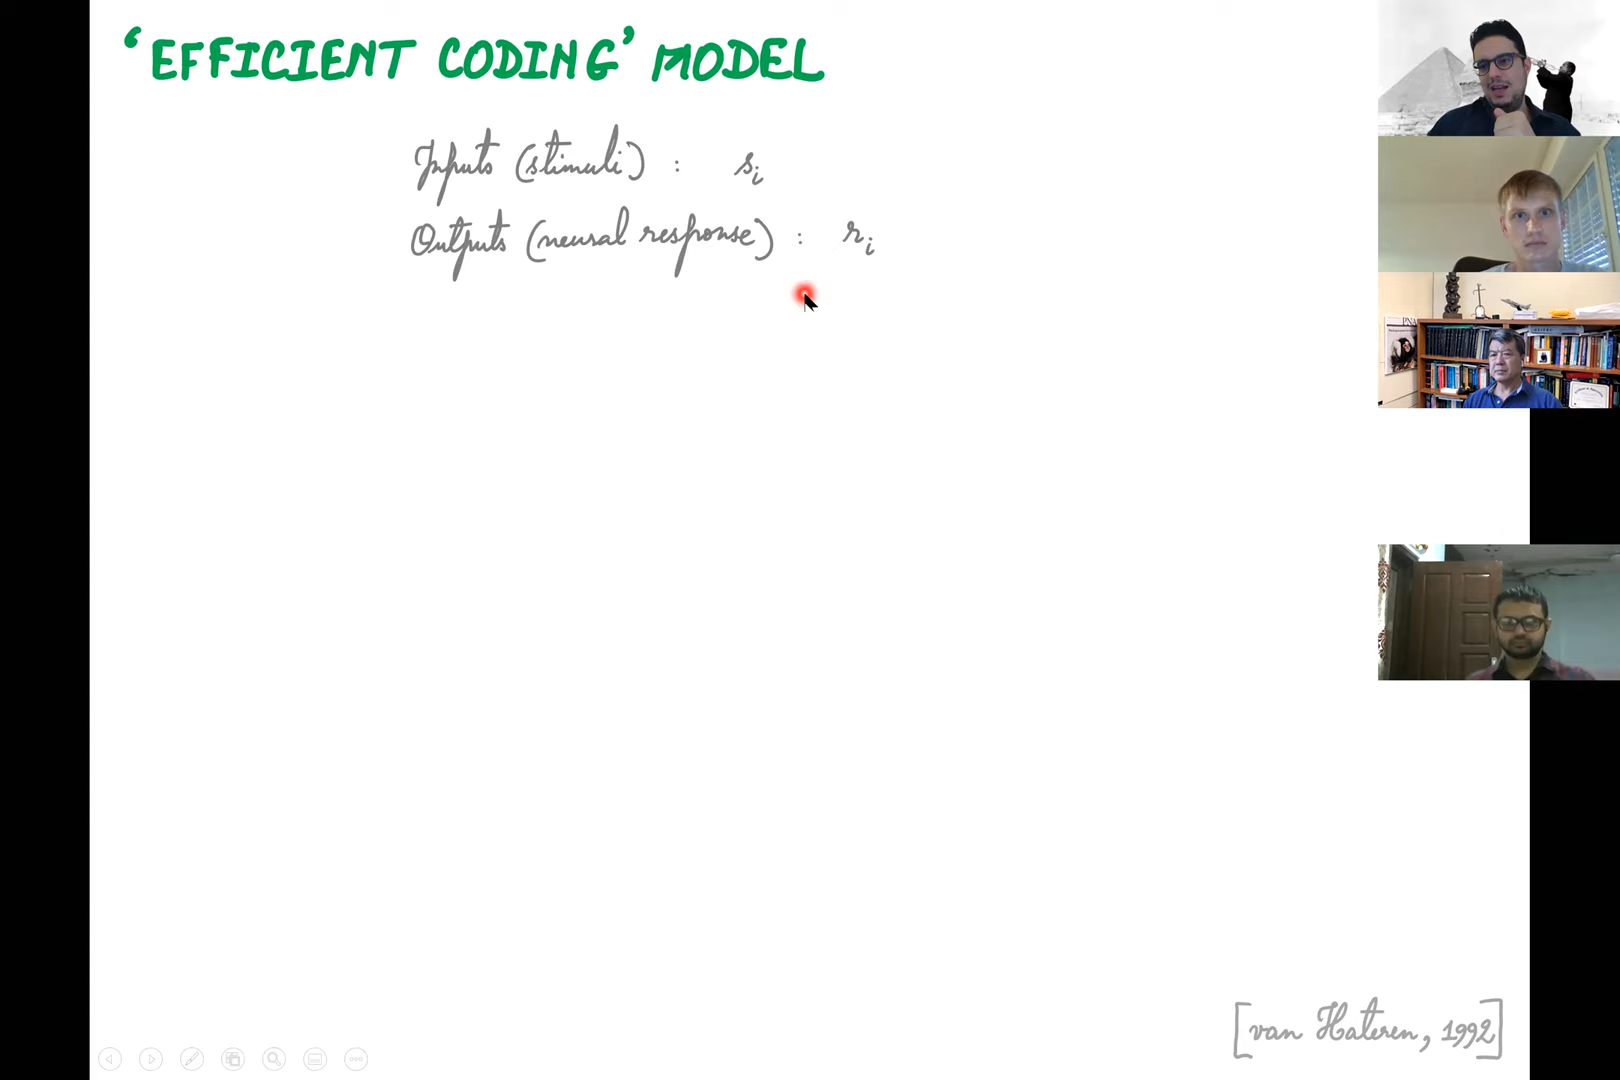 ‘EFFICIENT CODING’ MODEL
Inputs (stimuli) : si
Outputs (neural response) : ri
[van Hateren, 1992]